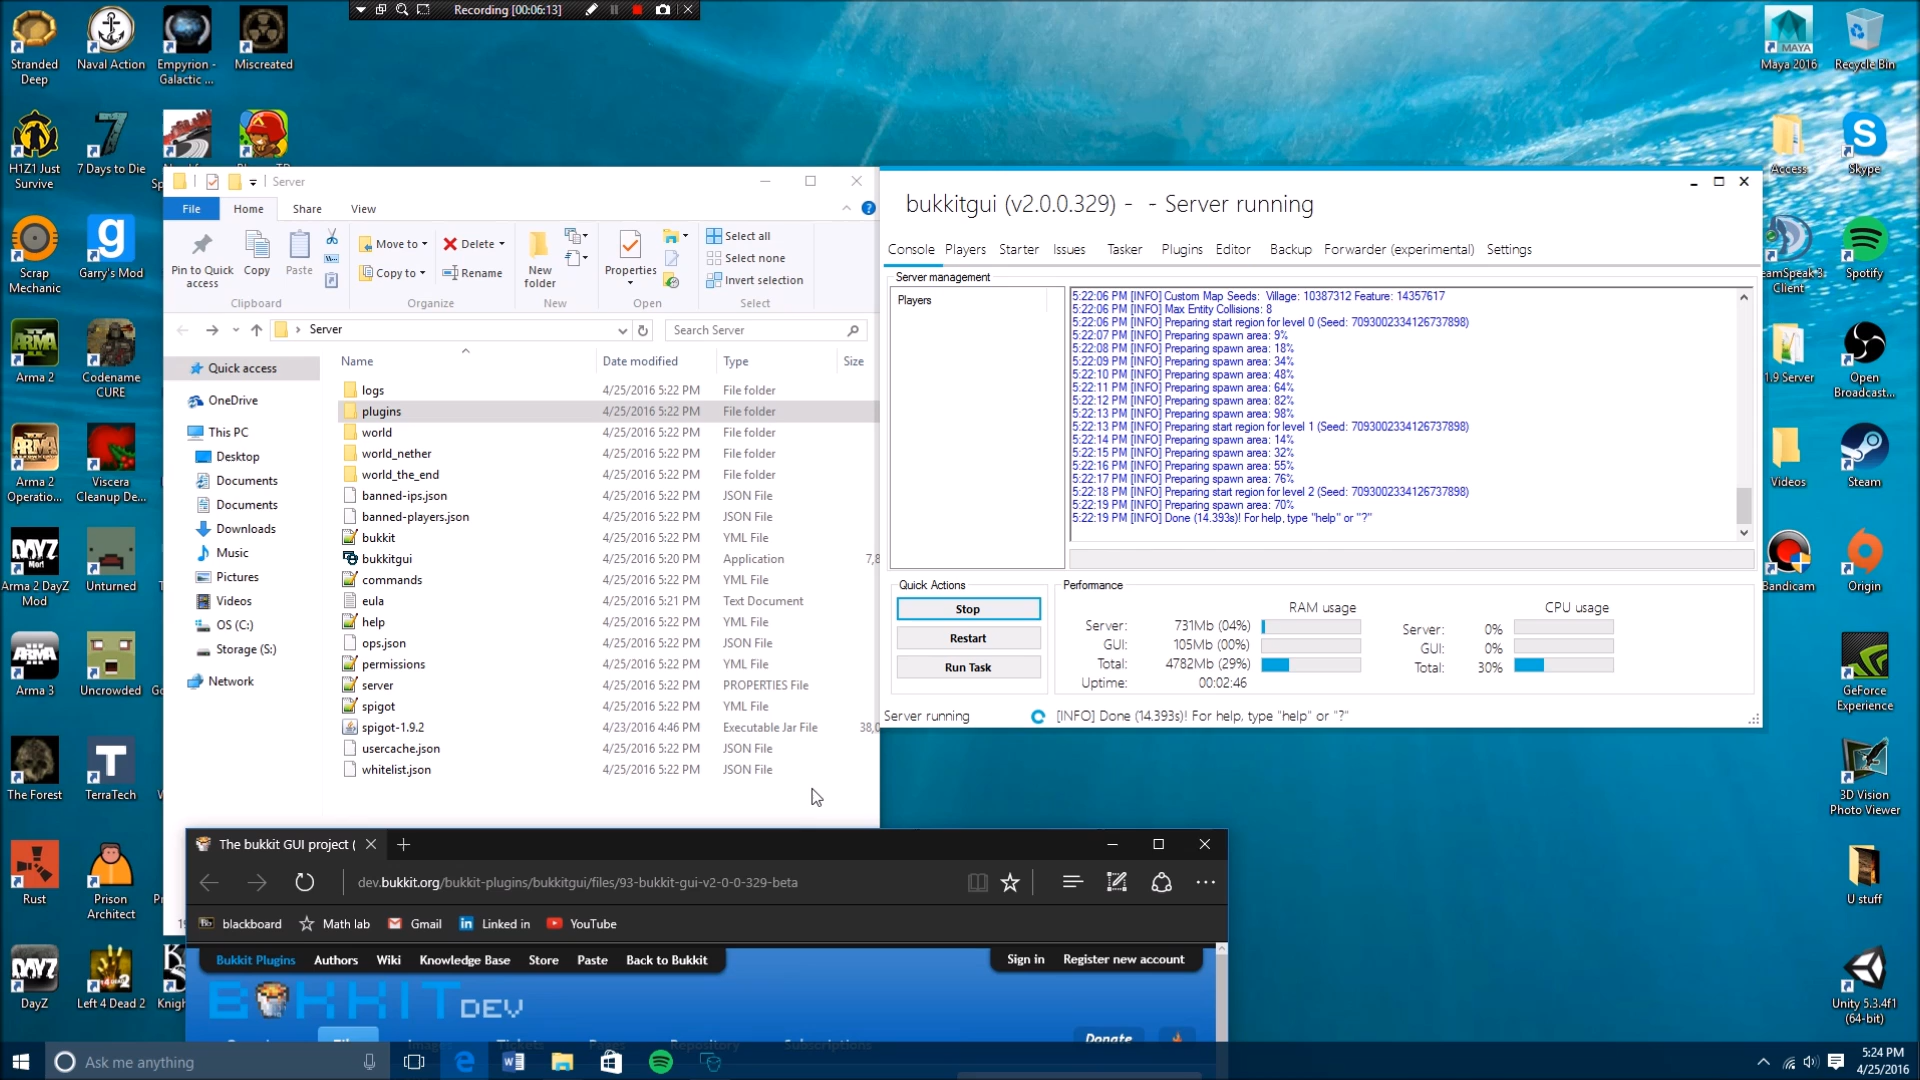 Recording [00:06:13]
Stranded Deep
Naval Action
Empyrion - Galactic ...
Miscreated
H1Z1 Just Survive
7 Days to Die
Scrap Mechanic
Garry's Mod
Arma 2
Codename CURE
Arma 2 Operatio...
Viscera Cleanup De...
Arma 2 DayZ Mod
Unturned
Arma 3
Uncrowded
The Forest
TerraTech
Rust
Prison Architect
DayZ
Left 4 Dead 2
Knigh
Maya 2016
Recycle Bin
Access
Skype
eamSpeak 3 Client
Spotify
1.9 Server
Open Broadcast...
Videos
Steam
Bandicam
Origin
GeForce Experience
3D Vision Photo Viewer
U stuff
Unity 5.3.4f1 (64-bit)
Server
File Home Share View
Pin to Quick access
Copy
Paste
Clipboard
Move to
Copy to
Delete
Rename
Organize
New folder
New
Properties
Open
Select all
Select none
Invert selection
Select
Server
Search Server
Quick access
OneDrive
This PC
Desktop
Documents
Documents
Downloads
Music
Pictures
Videos
OS (C:)
Storage (S:)
Network
Name Date modified Type Size
logs 4/25/2016 5:22 PM File folder
plugins 4/25/2016 5:22 PM File folder
world 4/25/2016 5:22 PM File folder
world_nether 4/25/2016 5:22 PM File folder
world_the_end 4/25/2016 5:22 PM File folder
banned-ips.json 4/25/2016 5:22 PM JSON File
banned-players.json 4/25/2016 5:22 PM JSON File
bukkit 4/25/2016 5:22 PM YML File
bukkitgui 4/25/2016 5:20 PM Application 7,8
commands 4/25/2016 5:22 PM YML File
eula 4/25/2016 5:21 PM Text Document
help 4/25/2016 5:22 PM YML File
ops.json 4/25/2016 5:22 PM JSON File
permissions 4/25/2016 5:22 PM YML File
server 4/25/2016 5:22 PM PROPERTIES File
spigot 4/25/2016 5:22 PM YML File
spigot-1.9.2 4/23/2016 4:46 PM Executable Jar File 38,0
usercache.json 4/25/2016 5:22 PM JSON File
whitelist.json 4/25/2016 5:22 PM JSON File
bukkitgui (v2.0.0.329) - - Server running
Console Players Starter Issues Tasker Plugins Editor Backup Forwarder (experimental) Settings
Server management
Players
5:22:06 PM [INFO] Custom Map Seeds: Village: 10387312 Feature: 14357617
5:22:06 PM [INFO] Max Entity Collisions: 8
5:22:06 PM [INFO] Preparing start region for level 0 (Seed: 7093002334126737898)
5:22:07 PM [INFO] Preparing spawn area: 9%
5:22:08 PM [INFO] Preparing spawn area: 18%
5:22:09 PM [INFO] Preparing spawn area: 34%
5:22:10 PM [INFO] Preparing spawn area: 48%
5:22:11 PM [INFO] Preparing spawn area: 64%
5:22:12 PM [INFO] Preparing spawn area: 82%
5:22:13 PM [INFO] Preparing spawn area: 98%
5:22:13 PM [INFO] Preparing start region for level 1 (Seed: 7093002334126737898)
5:22:14 PM [INFO] Preparing spawn area: 14%
5:22:15 PM [INFO] Preparing spawn area: 32%
5:22:16 PM [INFO] Preparing spawn area: 55%
5:22:17 PM [INFO] Preparing spawn area: 76%
5:22:18 PM [INFO] Preparing start region for level 2 (Seed: 7093002334126737898)
5:22:19 PM [INFO] Preparing spawn area: 70%
5:22:19 PM [INFO] Done (14.393s)! For help, type "help" or "?"
Quick Actions
Stop
Restart
Run Task
Performance
RAM usage CPU usage
Server: 731Mb (04%) Server: 0%
GUI: 105Mb (00%) GUI: 0%
Total: 4782Mb (29%) Total: 30%
Uptime: 00:02:46
Server running [INFO] Done (14.393s)! For help, type "help" or "?"
The bukkit GUI project (
dev.bukkit.org/bukkit-plugins/bukkitgui/files/93-bukkit-gui-v2-0-0-329-beta
blackboard Math lab Gmail Linked in YouTube
Bukkit Plugins Authors Wiki Knowledge Base Store Paste Back to Bukkit Sign in Register new account
BUKKIT DEV
Donate
Ask me anything
5:24 PM
4/25/2016